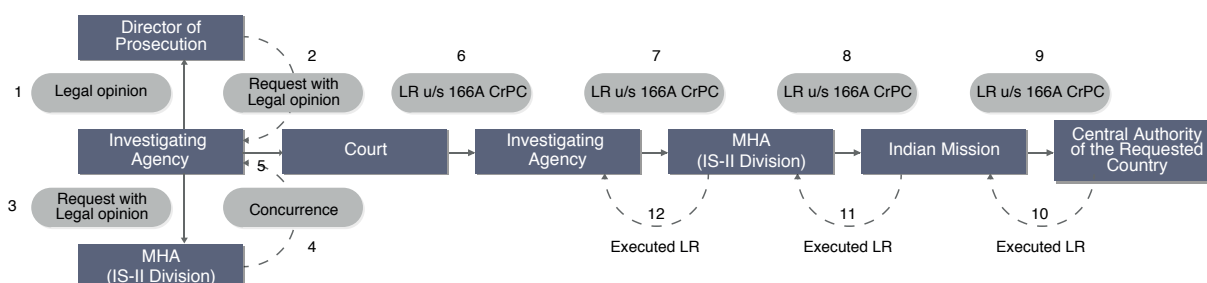 Director of
Prosecution
2
6
7
8
9
1
Legal opinion
Request with
Legal opinion
LR u/s 166A CrPC
LR u/s 166A CrPC
LR u/s 166A CrPC
LR u/s 166A CrPC
Investigating
Agency
5
Court
Investigating
Agency
MHA
(IS-II Division)
Indian Mission
Central Authority
of the Requested
Country
3
Request with
Legal opinion
Concurrence
4
12
11
10
Executed LR
Executed LR
Executed LR
MHA
(IS-II Division)